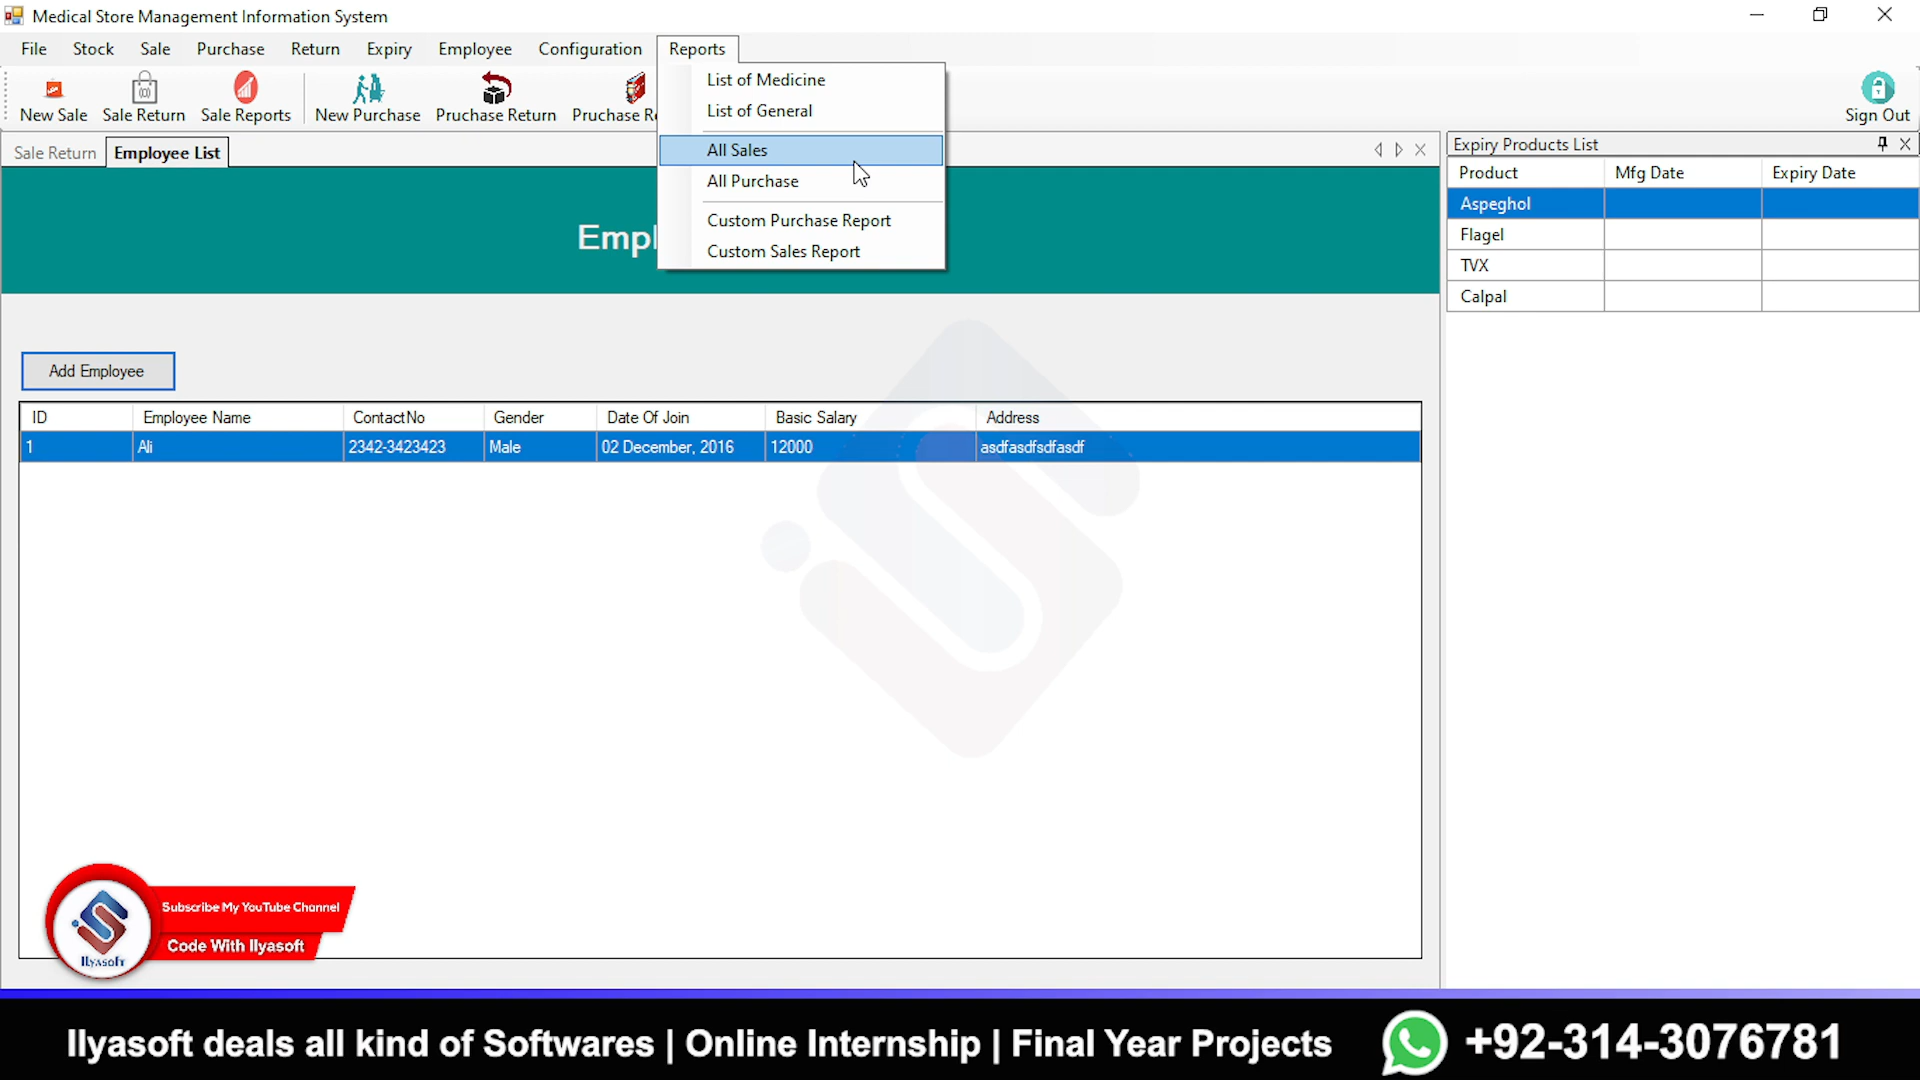 Medical Store Management Information System
File Stock Sale Purchase Return Expiry Employee Configuration Reports
List of Medicine
List of General
All Sales
All Purchase
Custom Purchase Report
Custom Sales Report
New Sale Sale Return Sale Reports New Purchase Pruchase Return Pruchase Re
Sign Out
Sale Return Employee List
Empl
Add Employee
ID Employee Name ContactNo Gender Date Of Join Basic Salary Address
1 Ali 2342-3423423 Male 02 December, 2016 12000 asdfasdfsdfasdf
Expiry Products List
Product Mfg Date Expiry Date
Aspeghol
Flagel
TVX
Calpal
Subscribe My YouTube Channel
Code With Ilyasoft
Ilyasoft
Ilyasoft deals all kind of Softwares | Online Internship | Final Year Projects +92-314-3076781